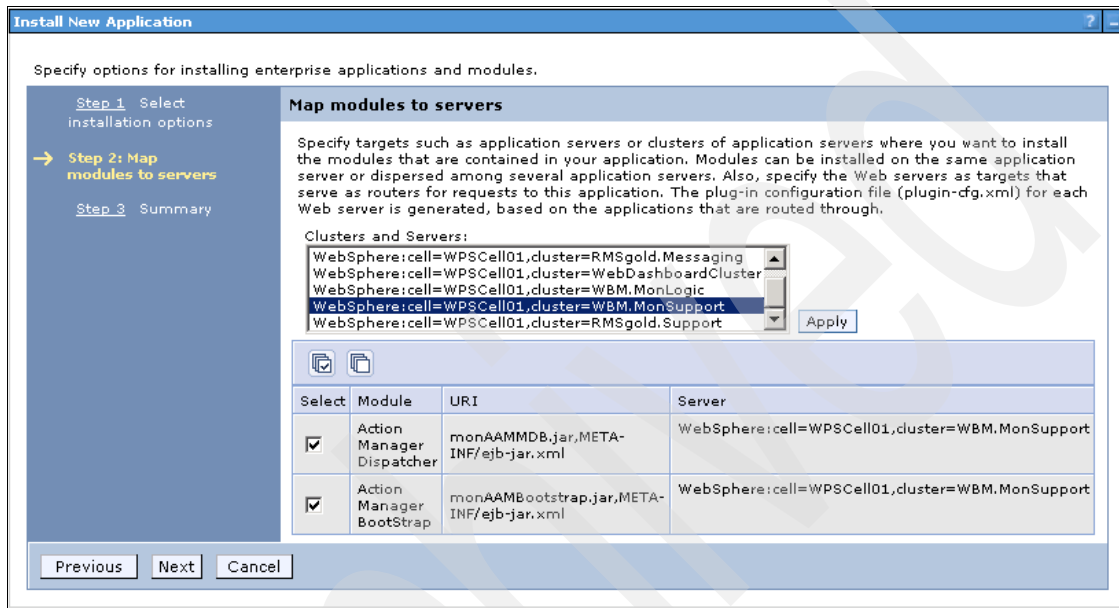 Install New Application
?
Specify options for installing enterprise applications and modules.
Step 1 Select
installation options
Step 2: Map
modules to servers
Step 3 Summary
Map modules to servers
Specify targets such as application servers or clusters of application servers where you want to install
the modules that are contained in your application. Modules can be installed on the same application
server or dispersed among several application servers. Also, specify the Web servers as targets that
serve as routers for requests to this application. The plug-in configuration file (plugin-cfg.xml) for each
Web server is generated, based on the applications that are routed through.
Clusters and Servers:
WebSphere:cell=WPSCell01,cluster=RMSgold.Messaging
WebSphere:cell=WPSCell01,cluster=WebDashboardCluster
WebSphere:cell=WPSCell01,cluster=WBM.MonLogic
WebSphere:cell=WPSCell01,cluster=WBM.MonSupport
WebSphere:cell=WPSCell01,cluster=RMSgold.Support
Apply
Select Module URI Server
Action
Manager
Dispatcher
monAAMMDB.jar,META-
INF/ejb-jar.xml
WebSphere:cell=WPSCell01,cluster=WBM.MonSupport
Action
Manager
BootStrap
monAAMBootstrap.jar,META-
INF/ejb-jar.xml
WebSphere:cell=WPSCell01,cluster=WBM.MonSupport
Previous Next Cancel